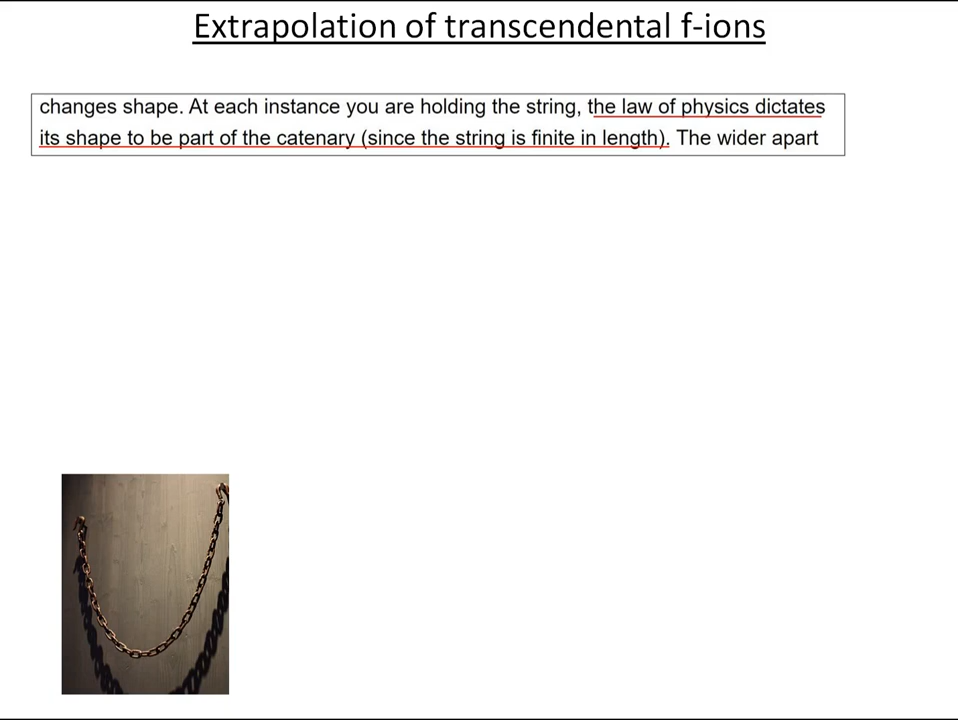 Extrapolation of transcendental f-ions
changes shape. At each instance you are holding the string, the law of physics dictates
its shape to be part of the catenary (since the string is finite in length). The wider apart